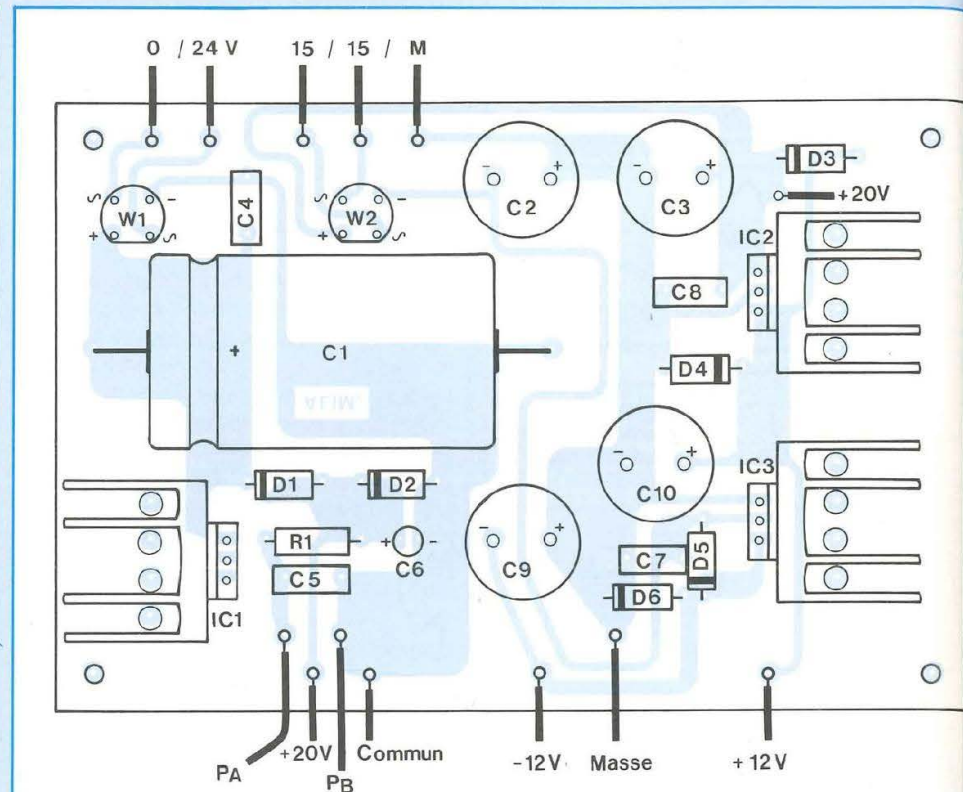 0 / 24 V 15 / 15 / M
D3
- + - +
+20V
W1 C4 W2 C2 C3
S - S -
+ S + S
IC2
C8
+ C1
D4
ALIM.
- +
IC3
D1 D2 C10
- +
R1 + - C9 D5
C6 C7
C5 D6
IC1
PA +20V PB Commun -12V Masse +12V